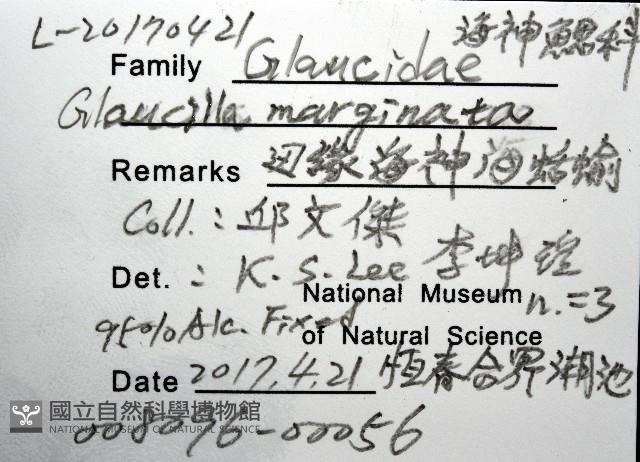 L-20170421 海神鰓科
Family Glaucidae
Glaucilla marginata
Remarks 边緣海神海蛞蝓
Coll.: 邱文傑
Det.: K.S.Lee 李坤瑄
National Museum n.=3
95% Alc. Fixed of Natural Science
Date 2017.4.21 恆春合界潮池
國立自然科學博物館
NATIONAL MUSEUM OF NATURAL SCIENCE
008090-00056